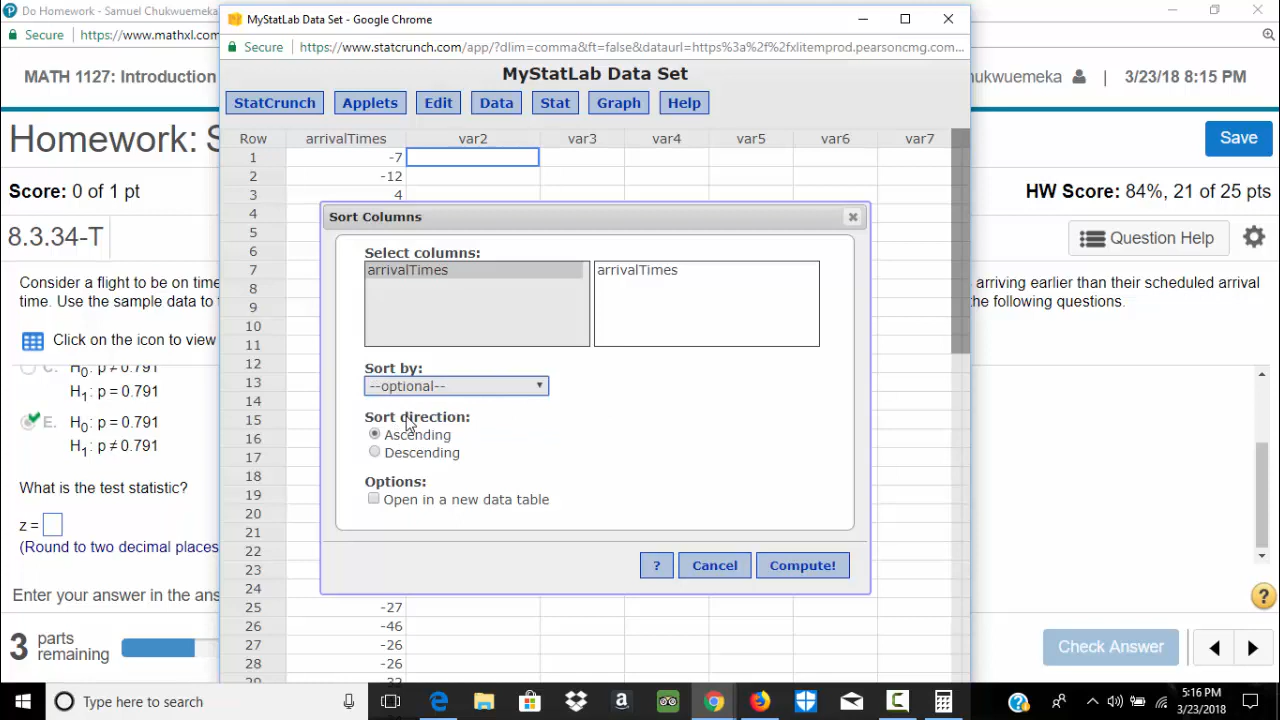 Do Homework - Samuel Chukwuemeka
MyStatLab Data Set - Google Chrome
Secure https://www.mathxl.com
Secure https://www.statcrunch.com/app/?dlim=comma&ft=false&dataurl=https%3a%2f%2fxlitemprod.pearsoncmg.com...
MATH 1127: Introduction
MyStatLab Data Set
hukwuemeka | 3/23/18 8:15 PM
StatCrunch Applets Edit Data Stat Graph Help
Homework: S
Save
Row arrivalTimes var2 var3 var4 var5 var6 var7
1 -7
2 -12
3 4
Score: 0 of 1 pt
HW Score: 84%, 21 of 25 pts
8.3.34-T
Question Help
Sort Columns
4
5
6
7
8
9
10
11
12
13
14
15
16
17
18
19
20
21
22
23
24
Select columns:
arrivalTimes arrivalTimes
Sort by:
--optional--
Sort direction:
Ascending
Descending
Options:
Open in a new data table
? Cancel Compute!
25 -27
26 -46
27 -26
28 -26
Consider a flight to be on time
arriving earlier than their scheduled arrival
time. Use the sample data to
the following questions.
Click on the icon to view
C. H0: p ≠ 0.791
H1: p = 0.791
E. H0: p = 0.791
H1: p ≠ 0.791
What is the test statistic?
z =
(Round to two decimal places
Enter your answer in the ans
?
3 parts remaining
Check Answer
Type here to search
5:16 PM
3/23/2018